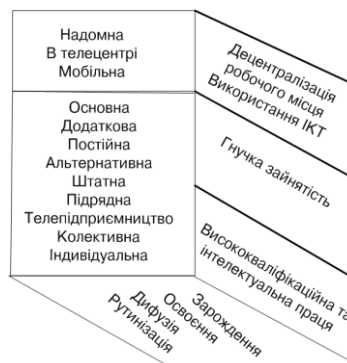 Надомна
В телецентрі
Мобільна
Основна
Додаткова
Постійна
Альтернативна
Штатна
Підрядна
Телепідприємництво
Колективна
Індивідуальна
Децентралізація
робочого місця
Використання ІКТ
Гнучка зайнятість
Висококваліфікаційна та
інтелектуальна праця
Зародження
Освоєння
Дифузія
Рутинізація